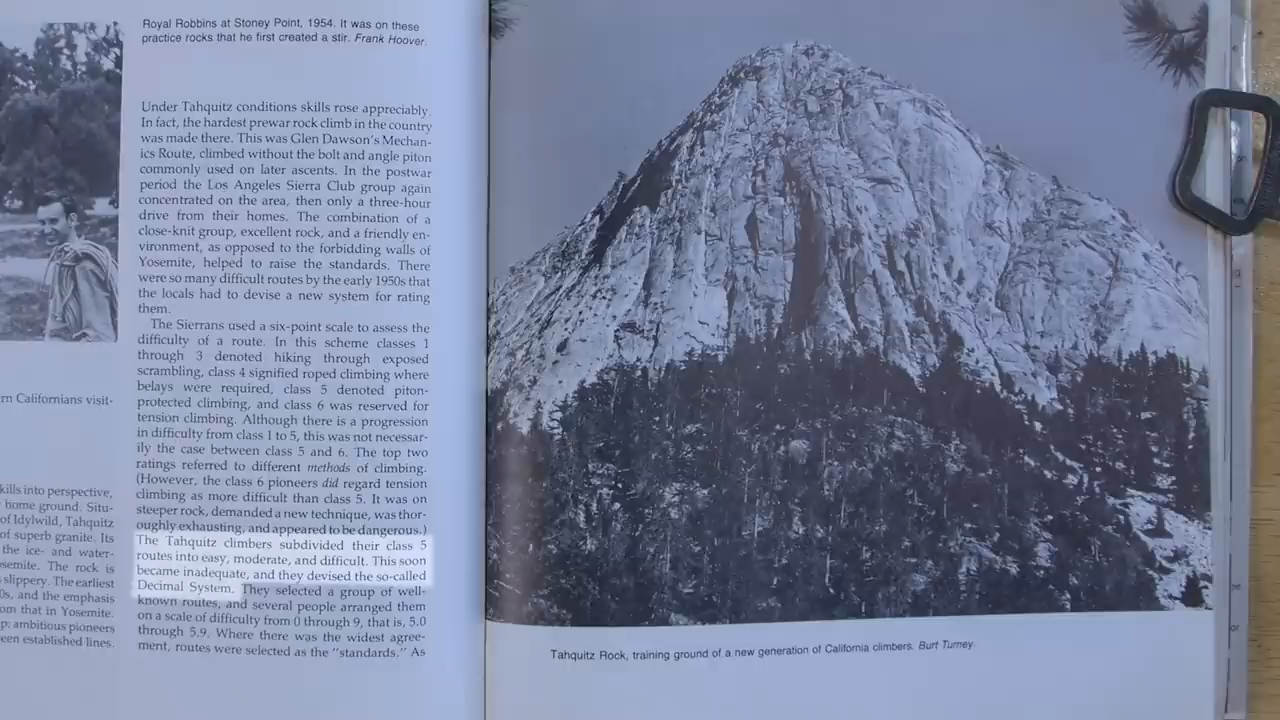 Royal Robbins at Stoney Point, 1954. It was on these
practice rocks that he first created a stir. Frank Hoover.
rn Californians visit-
kills into perspective,
home ground. Situ-
of Idylwild, Tahquitz
of superb granite. Its
the ice- and water-
semite. The rock is
slippery. The earliest
0s, and the emphasis
om that in Yosemite.
p: ambitious pioneers
een established lines.
Under Tahquitz conditions skills rose appreciably.
In fact, the hardest prewar rock climb in the country
was made there. This was Glen Dawson's Mechan-
ics Route, climbed without the bolt and angle piton
commonly used on later ascents. In the postwar
period the Los Angeles Sierra Club group again
concentrated on the area, then only a three-hour
drive from their homes. The combination of a
close-knit group, excellent rock, and a friendly en-
vironment, as opposed to the forbidding walls of
Yosemite, helped to raise the standards. There
were so many difficult routes by the early 1950s that
the locals had to devise a new system for rating
them.
The Sierrans used a six-point scale to assess the
difficulty of a route. In this scheme classes 1
through 3 denoted hiking through exposed
scrambling, class 4 signified roped climbing where
belays were required, class 5 denoted piton-
protected climbing, and class 6 was reserved for
tension climbing. Although there is a progression
in difficulty from class 1 to 5, this was not necessar-
ily the case between class 5 and 6. The top two
ratings referred to different methods of climbing.
(However, the class 6 pioneers did regard tension
climbing as more difficult than class 5. It was on
steeper rock, demanded a new technique, was thor-
oughly exhausting, and appeared to be dangerous.)
The Tahquitz climbers subdivided their class 5
routes into easy, moderate, and difficult. This soon
became inadequate, and they devised the so-called
Decimal System. They selected a group of well-
known routes, and several people arranged them
on a scale of difficulty from 0 through 9, that is, 5.0
through 5.9. Where there was the widest agree-
ment, routes were selected as the "standards." As
Tahquitz Rock, training ground of a new generation of California climbers. Burt Turney.